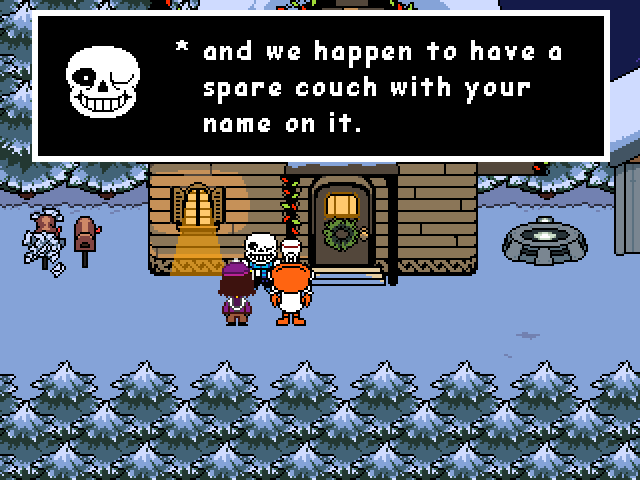 * and we happen to have a
spare couch with your
name on it.